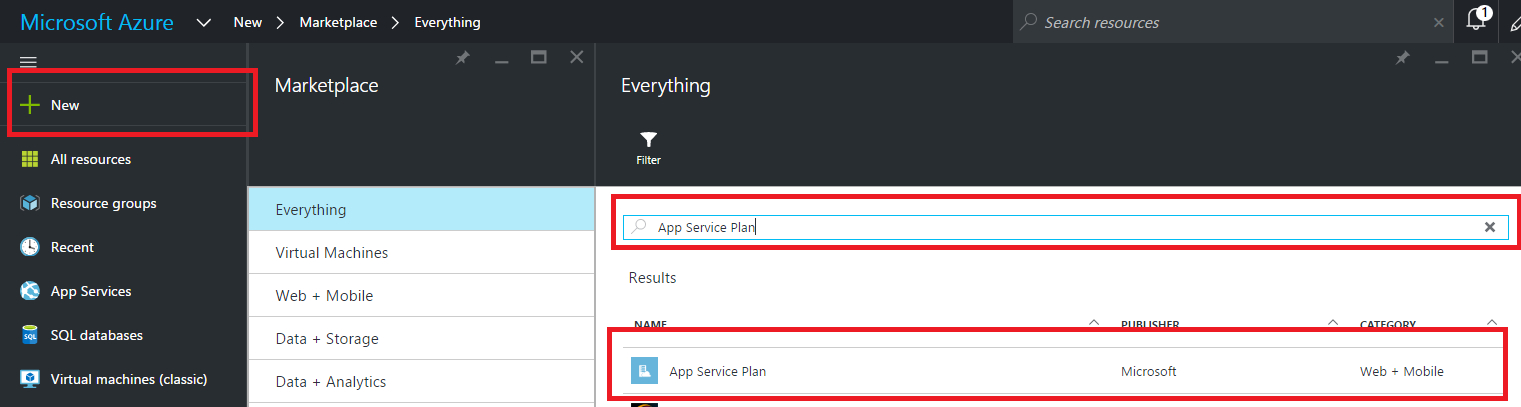 Microsoft Azure New Marketplace Everything Search resources 1
New
All resources
Resource groups
Recent
App Services
SQL databases
SQL
Virtual machines (classic)
Marketplace
Everything
Virtual Machines
Web + Mobile
Data + Storage
Data + Analytics
Everything
Filter
App Service Plan
Results
NAME PUBLISHER CATEGORY
App Service Plan Microsoft Web + Mobile